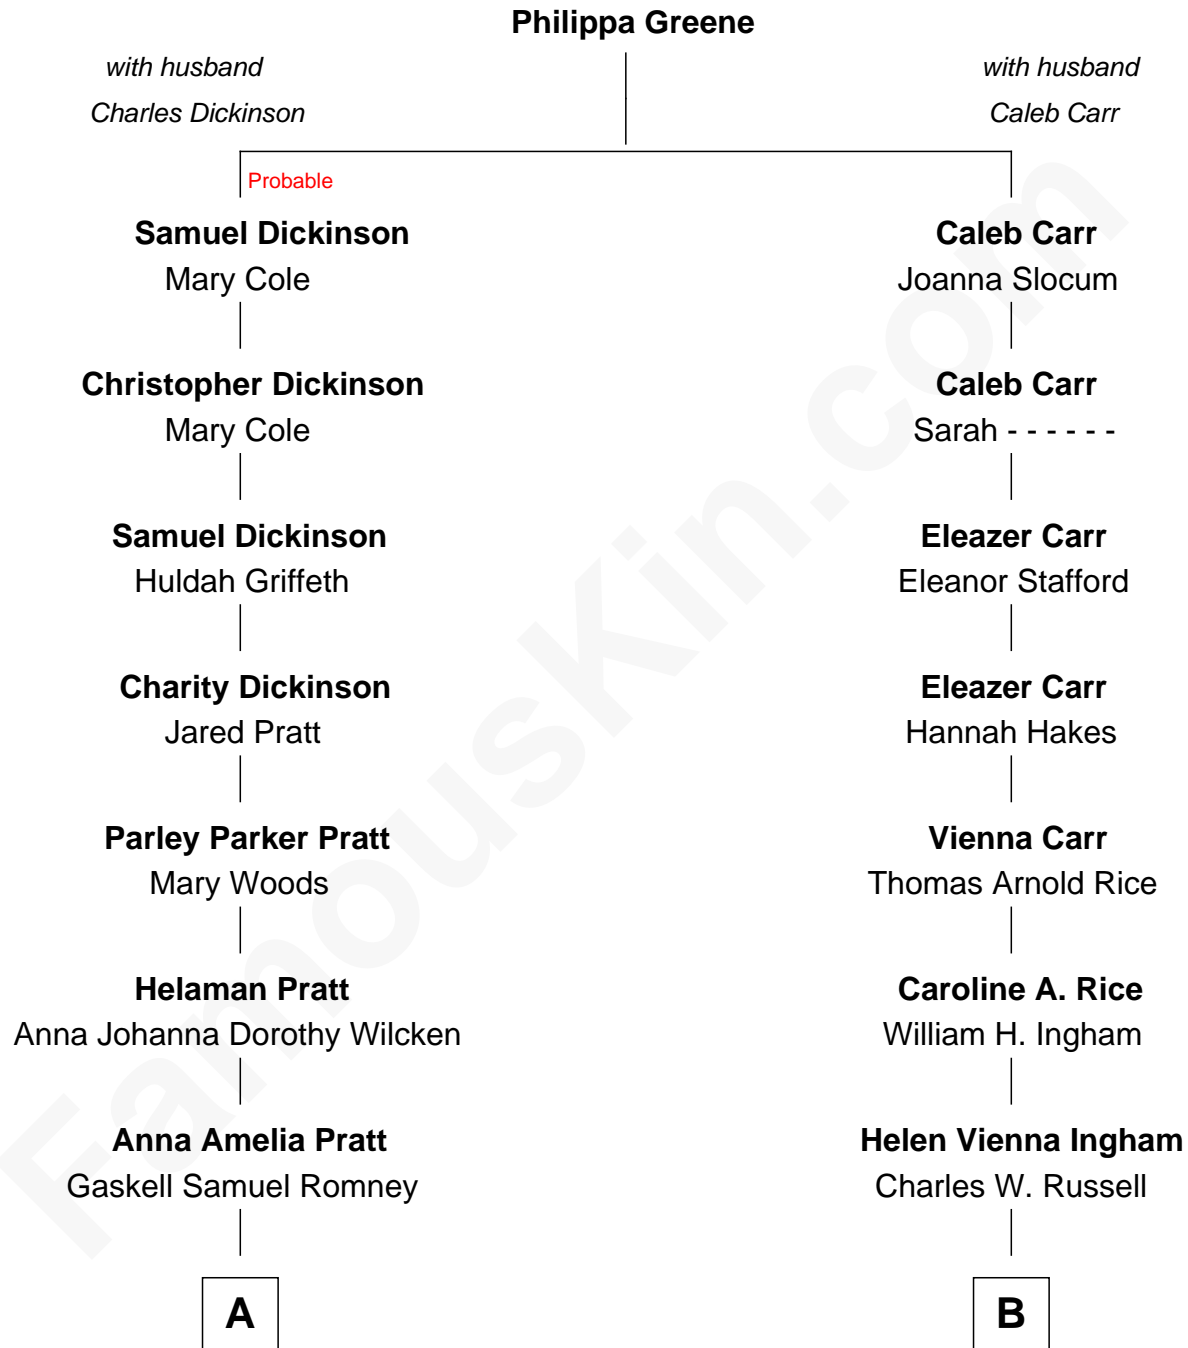 Philippa Greene
with husband
Charles Dickinson
with husband
Caleb Carr
Probable
Samuel Dickinson
Mary Cole
Caleb Carr
Joanna Slocum
Christopher Dickinson
Mary Cole
Caleb Carr
Sarah - - - - - -
Samuel Dickinson
Huldah Griffeth
Eleazer Carr
Eleanor Stafford
Charity Dickinson
Jared Pratt
Eleazer Carr
Hannah Hakes
Parley Parker Pratt
Mary Woods
Vienna Carr
Thomas Arnold Rice
Helaman Pratt
Anna Johanna Dorothy Wilcken
Caroline A. Rice
William H. Ingham
Anna Amelia Pratt
Gaskell Samuel Romney
Helen Vienna Ingham
Charles W. Russell
A
B
FamousKin.com